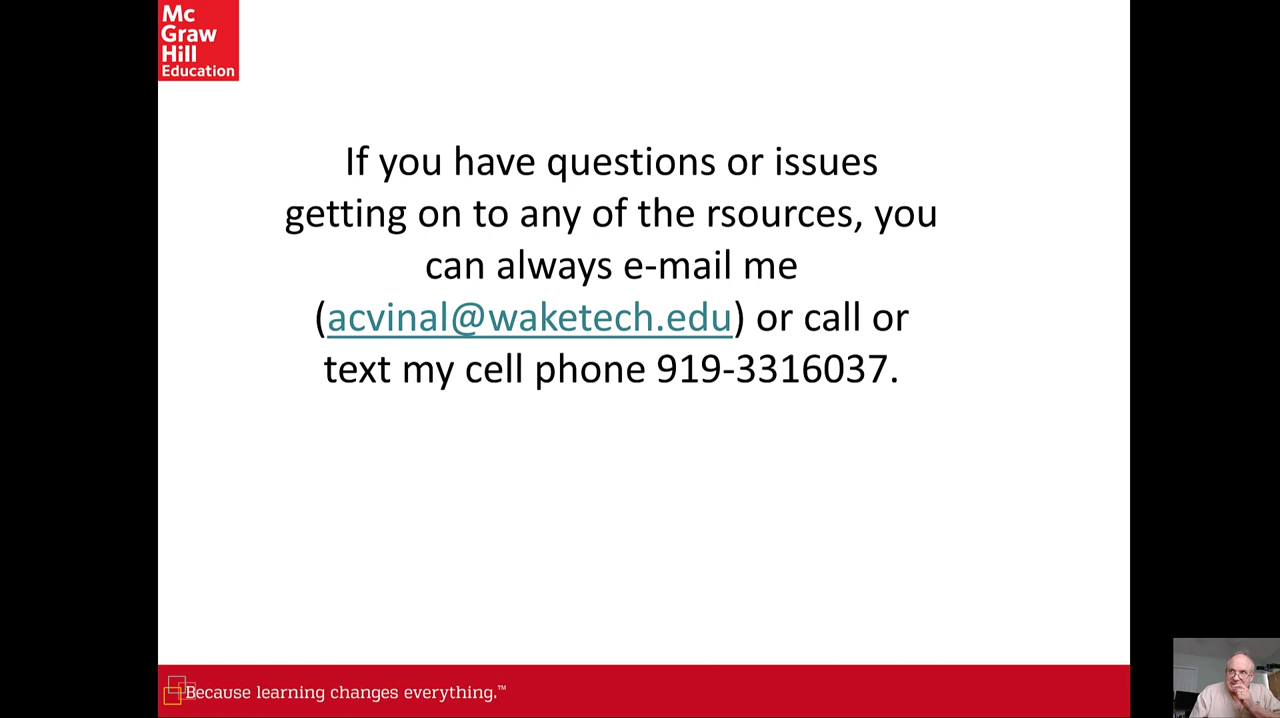 Mc
Graw
Hill
Education
If you have questions or issues
getting on to any of the rsources, you
can always e-mail me
(acvinal@waketech.edu) or call or
text my cell phone 919-3316037.
Because learning changes everything.™